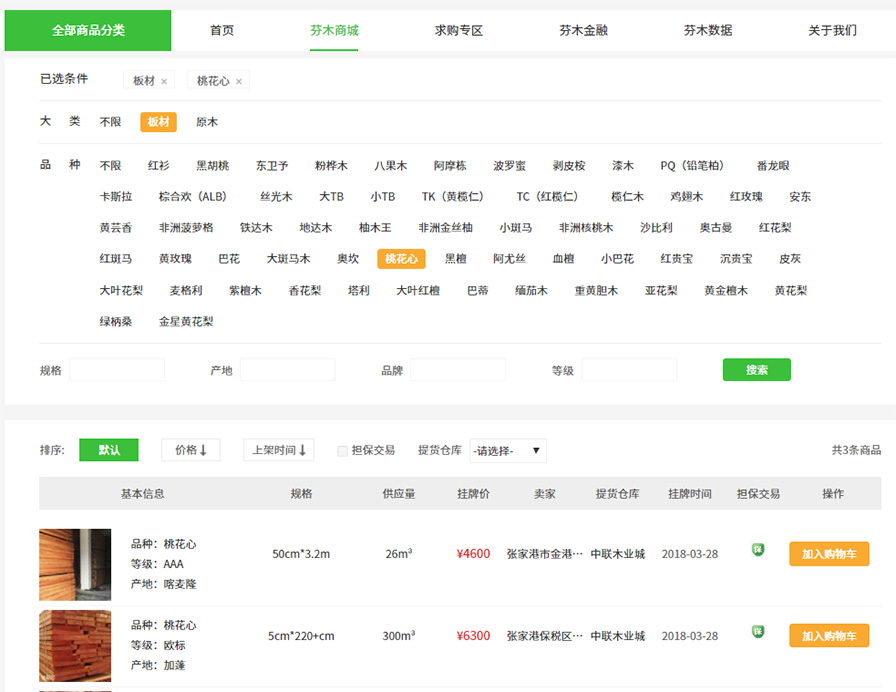 全部商品分类 首页 芬木商城 求购专区 芬木金融 芬木数据 关于我们
已选条件 板材 × 桃花心 ×
大 类 不限 板材 原木
品 种 不限 红衫 黑胡桃 东卫予 粉桦木 八果木 阿摩栋 波罗蜜 剥皮桉 漆木 PQ（铅笔柏） 番龙眼
卡斯拉 棕合欢（ALB） 丝光木 大TB 小TB TK（黄榄仁） TC（红榄仁） 榄仁木 鸡翅木 红玫瑰 安东
黄芸香 非洲菠萝格 铁达木 地达木 柚木王 非洲金丝柚 小斑马 非洲核桃木 沙比利 奥古曼 红花梨
红斑马 黄玫瑰 巴花 大斑马木 奥坎 桃花心 黑檀 阿尤丝 血檀 小巴花 红贵宝 沉贵宝 皮灰
大叶花梨 麦格利 紫檀木 香花梨 塔利 大叶红檀 巴蒂 缅茄木 重黄胆木 亚花梨 黄金檀木 黄花梨
绿柄桑 金星黄花梨
规格 产地 品牌 等级 搜索
排序: 默认 价格↓ 上架时间↓ 担保交易 提货仓库 -请选择- ▼ 共3条商品
基本信息 规格 供应量 挂牌价 卖家 提货仓库 挂牌时间 担保交易 操作
品种：桃花心
等级：AAA
产地：喀麦隆
50cm*3.2m 26m³ ¥4600 张家港市金港… 中联木业城 2018-03-28 保 加入购物车
品种：桃花心
等级：欧标
产地：加蓬
5cm*220+cm 300m³ ¥6300 张家港保税区… 中联木业城 2018-03-28 保 加入购物车